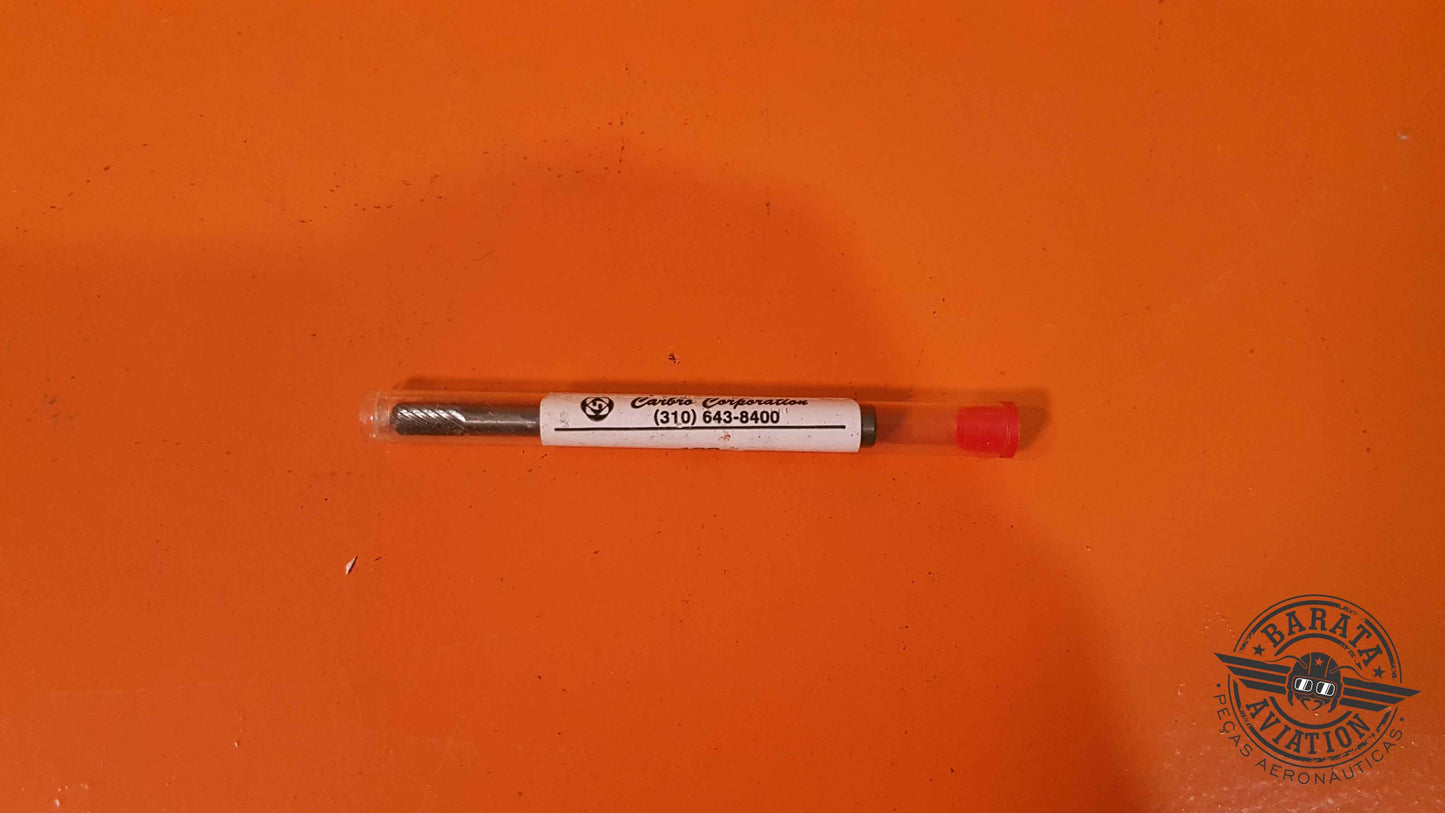 Carbro Corporation
(310) 643-8400
BARATA
AVIATION
PEÇAS AERONÁUTICAS